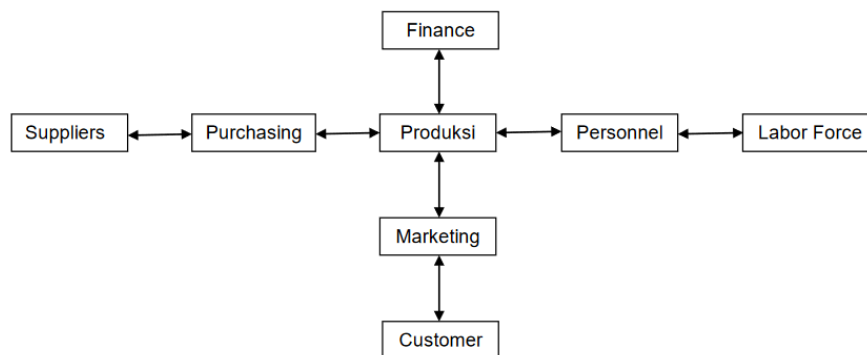 Finance
Suppliers
Purchasing
Produksi
Personnel
Labor Force
Marketing
Customer